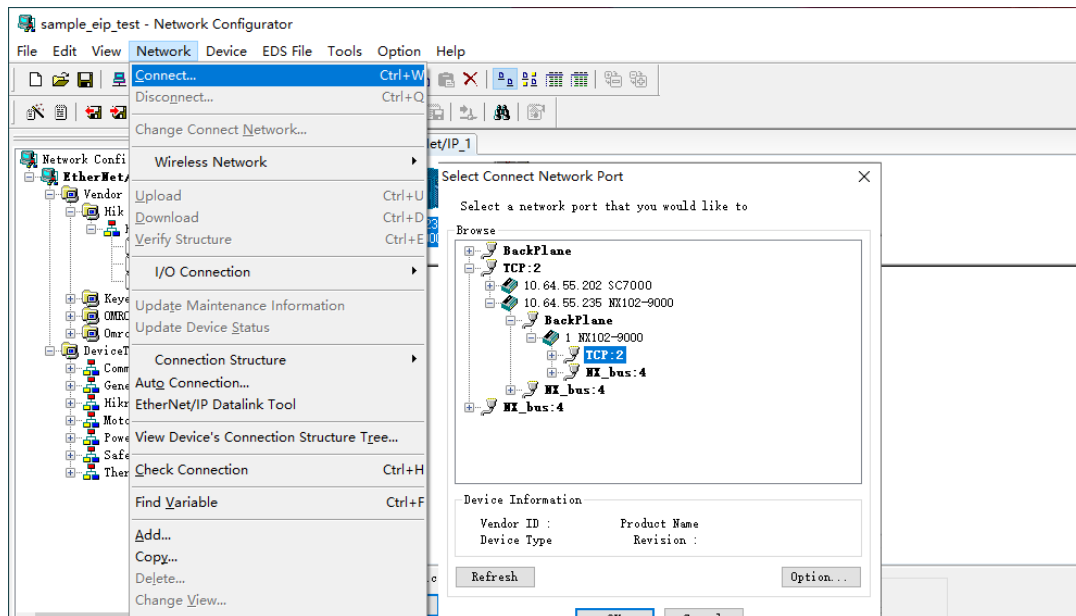 sample_eip_test - Network Configurator
File Edit View Network Device EDS File Tools Option Help
Connect... Ctrl+W
Disconnect... Ctrl+Q
Change Connect Network...
Wireless Network
Upload Ctrl+U
Download Ctrl+D
Verify Structure Ctrl+E
I/O Connection
Update Maintenance Information
Update Device Status
Connection Structure
Auto Connection...
EtherNet/IP Datalink Tool
View Device's Connection Structure Tree...
Check Connection Ctrl+H
Find Variable Ctrl+F
Add...
Copy...
Delete...
Change View...
Network Confi
EtherNet/
Vendor
Hik
Keye
OMRO
Omro
DeviceT
Comm
Gene
Hikr
Moto
Powe
Safe
Ther
et/IP_1
Select Connect Network Port
Select a network port that you would like to
Browse
BackPlane
TCP:2
10.64.55.202 SC7000
10.64.55.235 NX102-9000
BackPlane
1 NX102-9000
TCP:2
NX_bus:4
NX_bus:4
NX_bus:4
Device Information
Vendor ID : Product Name
Device Type Revision :
Refresh Option...